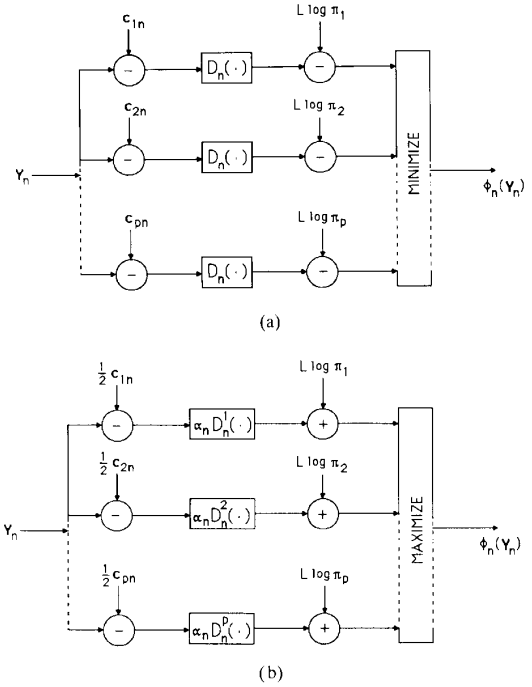 c₁ₙ
L log π₁
− Dₙ(·) −
c₂ₙ
L log π₂
Yₙ − Dₙ(·) − MINIMIZE ϕₙ(Yₙ)
cₚₙ
L log πₚ
− Dₙ(·) −
(a)
½ c₁ₙ
L log π₁
− αₙ Dₙ¹(·) +
½ c₂ₙ
L log π₂
Yₙ − αₙ Dₙ²(·) + MAXIMIZE ϕₙ(Yₙ)
½ cₚₙ
L log πₚ
− αₙ Dₙᵖ(·) +
(b)